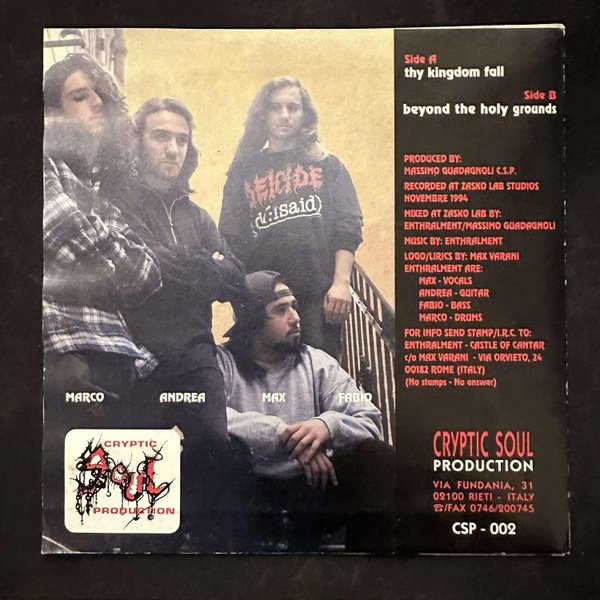 Side A
thy kingdom fall
Side B
beyond the holy grounds
PRODUCED BY:
MASSIMO GUADAGNOLI C.S.P.
RECORDED AT ZASKO LAB STUDIOS
NOVEMBRE 1994
MIXED AT ZASKO LAB BY:
ENTHRALMENT/MASSIMO GUADAGNOLI
MUSIC BY: ENTHRALMENT
LOGO/LIRICS BY: MAX VARANI
ENTHRALMENT ARE:
MAX - VOCALS
ANDREA - GUITAR
FABIO - BASS
MARCO - DRUMS
FOR INFO SEND STAMP/I.R.C. TO:
ENTHRALMENT - CASTLE OF CANTAR
c/o MAX VARANI - VIA ORVIETO, 24
00182 ROME (ITALY)
(No stamps - No answer)
DEICIDE
(d.:isaid)
MARCO ANDREA MAX FABIO
CRYPTIC
SOUL
PRODUCTION
CRYPTIC SOUL
PRODUCTION
VIA FUNDANIA, 31
02100 RIETI - ITALY
☎/FAX 0746/200745
CSP - 002